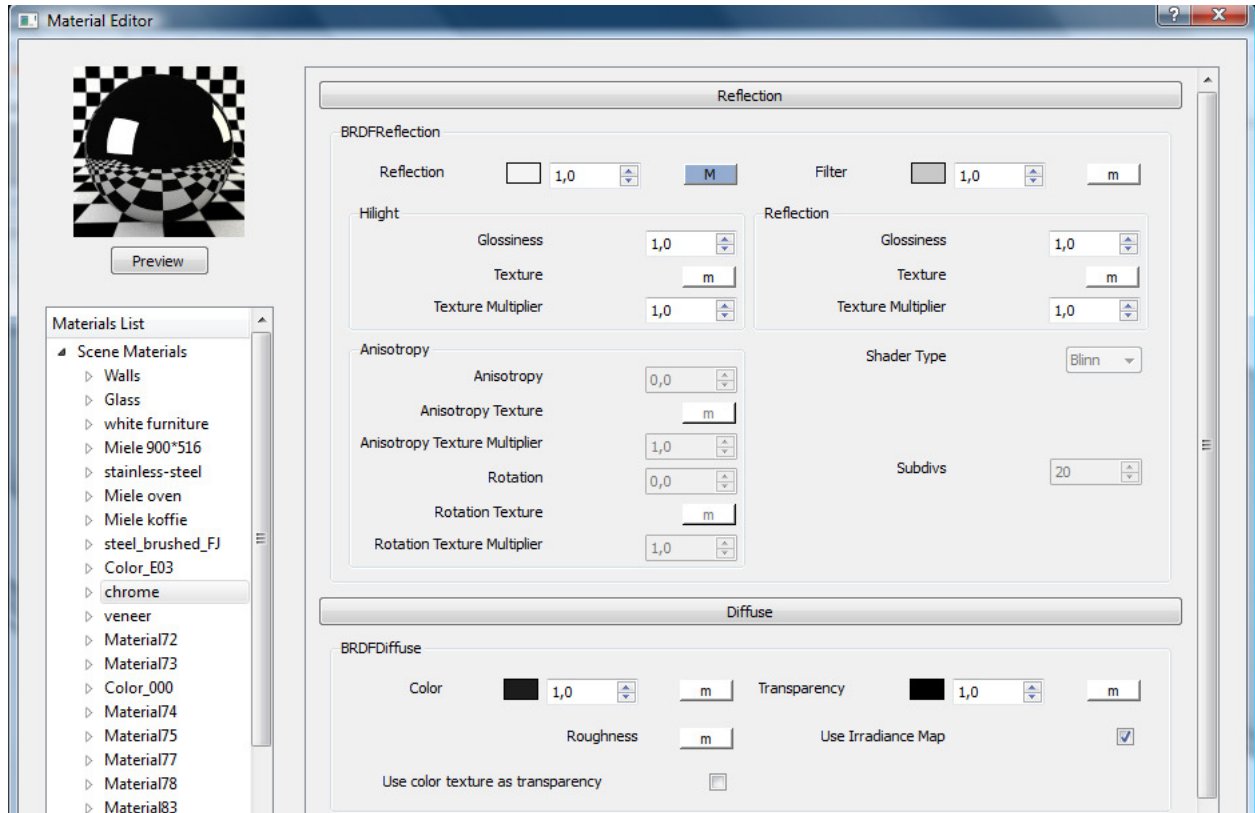 Material Editor
?
X
Preview
Materials List
Scene Materials
Walls
Glass
white furniture
Miele 900*516
stainless-steel
Miele oven
Miele koffie
steel_brushed_FJ
Color_E03
chrome
veneer
Material72
Material73
Color_000
Material74
Material75
Material77
Material78
Material83
Reflection
BRDFReflection
Reflection 1,0 M Filter 1,0 m
Hilight
Glossiness 1,0
Texture m
Texture Multiplier 1,0
Reflection
Glossiness 1,0
Texture m
Texture Multiplier 1,0
Anisotropy
Anisotropy 0,0
Anisotropy Texture m
Anisotropy Texture Multiplier 1,0
Rotation 0,0
Rotation Texture m
Rotation Texture Multiplier 1,0
Shader Type Blinn
Subdivs 20
Diffuse
BRDFDiffuse
Color 1,0 m Transparency 1,0 m
Roughness m Use Irradiance Map
Use color texture as transparency